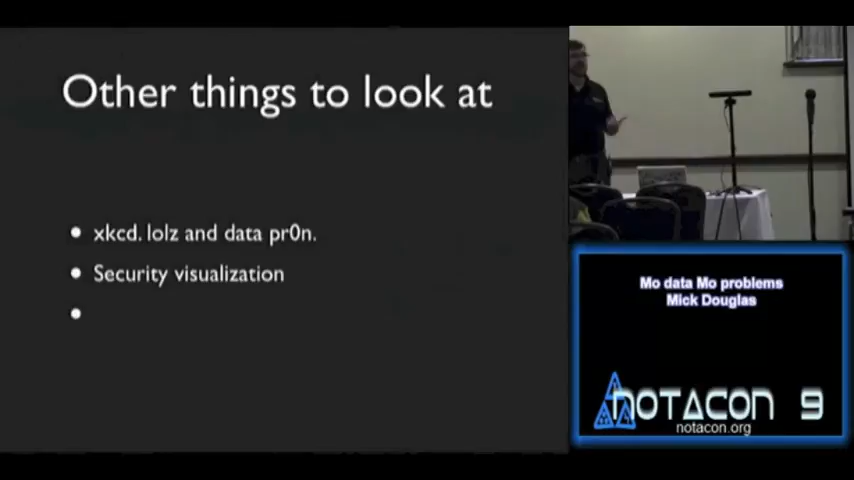 Other things to look at
xkcd. lolz and data pr0n.
Security visualization
Mo data Mo problems
Mick Douglas
NOTACON 9
notacon.org